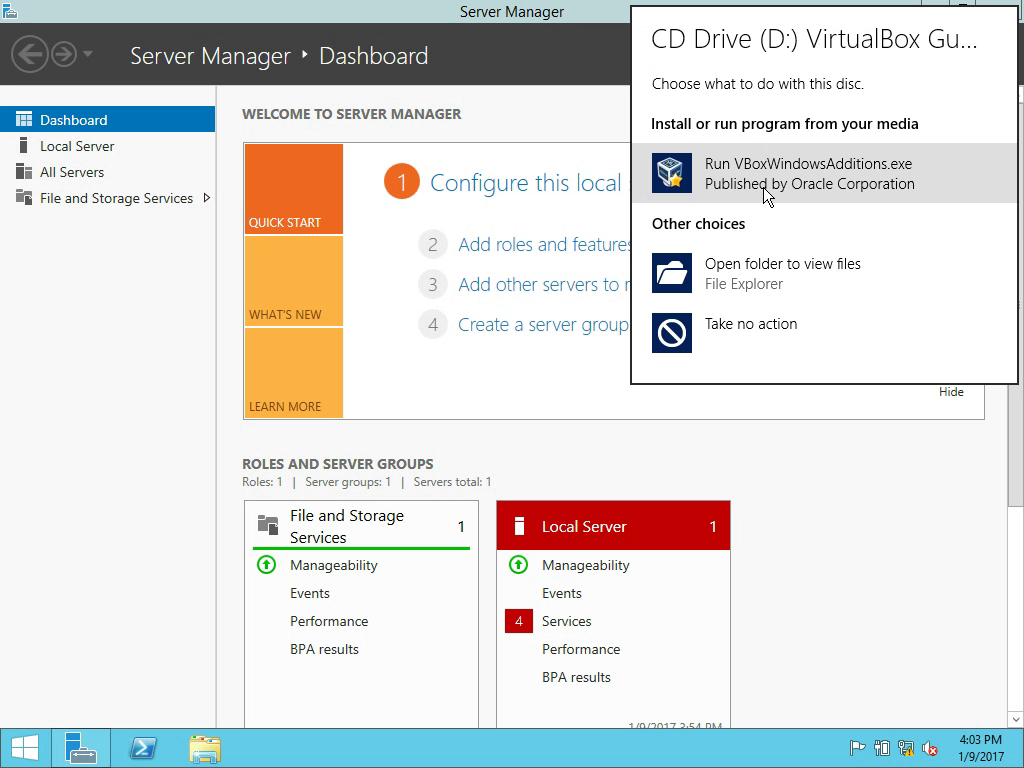 Server Manager
Server Manager ‣ Dashboard
Dashboard
Local Server
All Servers
File and Storage Services
WELCOME TO SERVER MANAGER
QUICK START
WHAT'S NEW
LEARN MORE
1 Configure this local
2 Add roles and features
3 Add other servers to
4 Create a server group
Hide
ROLES AND SERVER GROUPS
Roles: 1 | Server groups: 1 | Servers total: 1
File and Storage
Services
1
Manageability
Events
Performance
BPA results
Local Server 1
Manageability
Events
4 Services
Performance
BPA results
1/9/2017 3:54 PM
CD Drive (D:) VirtualBox Gu...
Choose what to do with this disc.
Install or run program from your media
Run VBoxWindowsAdditions.exe
Published by Oracle Corporation
Other choices
Open folder to view files
File Explorer
Take no action
4:03 PM
1/9/2017